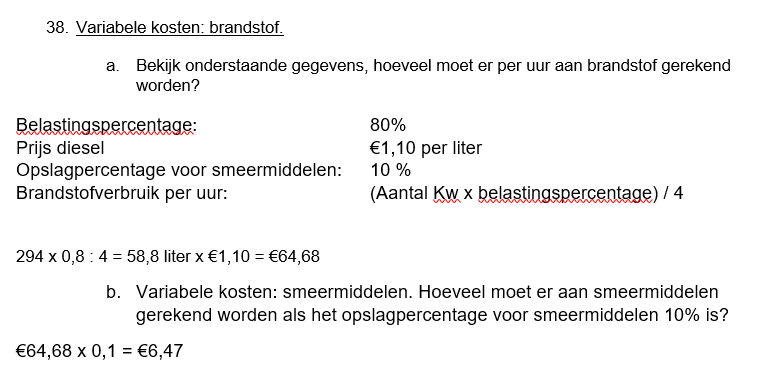 38. Variabele kosten: brandstof.
a. Bekijk onderstaande gegevens, hoeveel moet er per uur aan brandstof gerekend
worden?
Belastingspercentage: 80%
Prijs diesel €1,10 per liter
Opslagpercentage voor smeermiddelen: 10 %
Brandstofverbruik per uur: (Aantal Kw x belastingspercentage) / 4
294 x 0,8 : 4 = 58,8 liter x €1,10 = €64,68
b. Variabele kosten: smeermiddelen. Hoeveel moet er aan smeermiddelen
gerekend worden als het opslagpercentage voor smeermiddelen 10% is?
€64,68 x 0,1 = €6,47